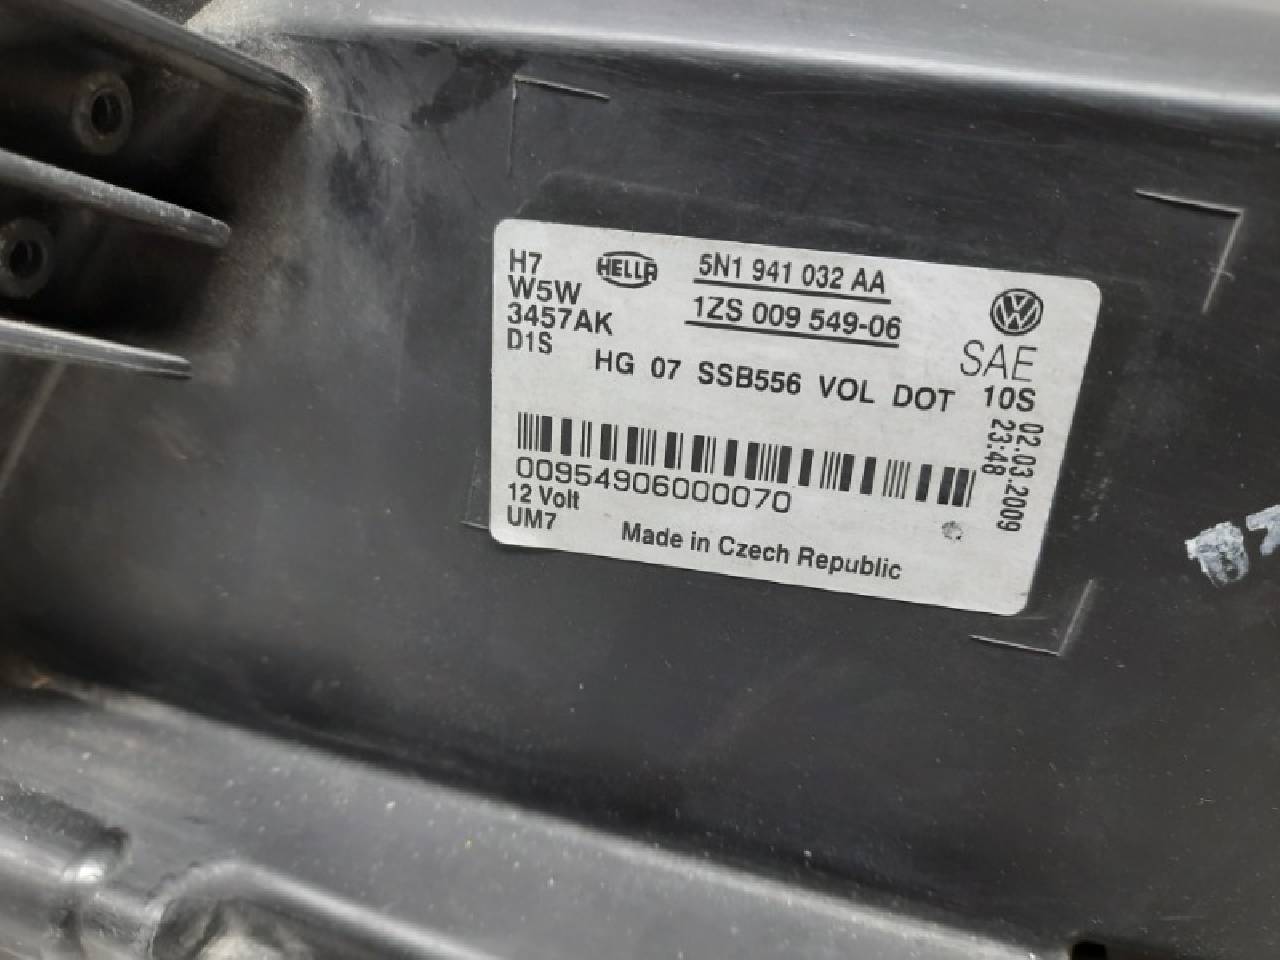 H7
W5W
3457AK
D1S
HELLA
5N1 941 032 AA
1ZS 009 549-06
VW
SAE
HG 07 SSB556 VOL DOT 10S
02.03.2009
23:48
00954906000070
12 Volt
UM7
Made in Czech Republic